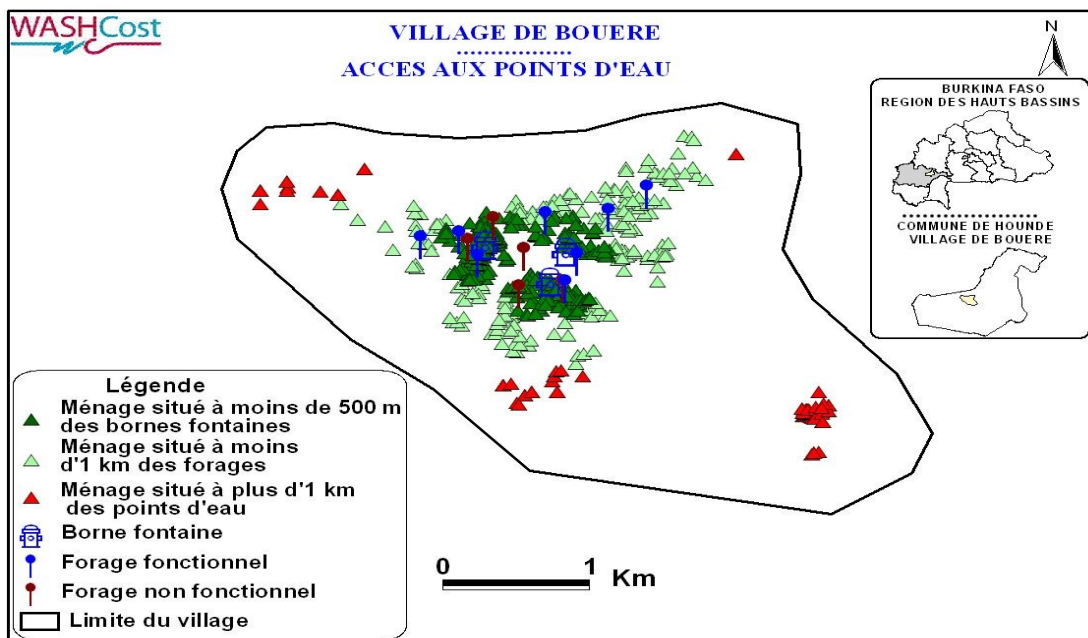 WASHCost
VILLAGE DE BOUERE
ACCES AUX POINTS D'EAU
N
BURKINA FASO
REGION DES HAUTS BASSINS
COMMUNE DE HOUNDE
VILLAGE DE BOUERE
Légende
Ménage situé à moins de 500 m
des bornes fontaines
Ménage situé à moins
d'1 km des forages
Ménage situé à plus d'1 km
des points d'eau
Borne fontaine
Forage fonctionnel
Forage non fonctionnel
Limite du village
0 1
Km